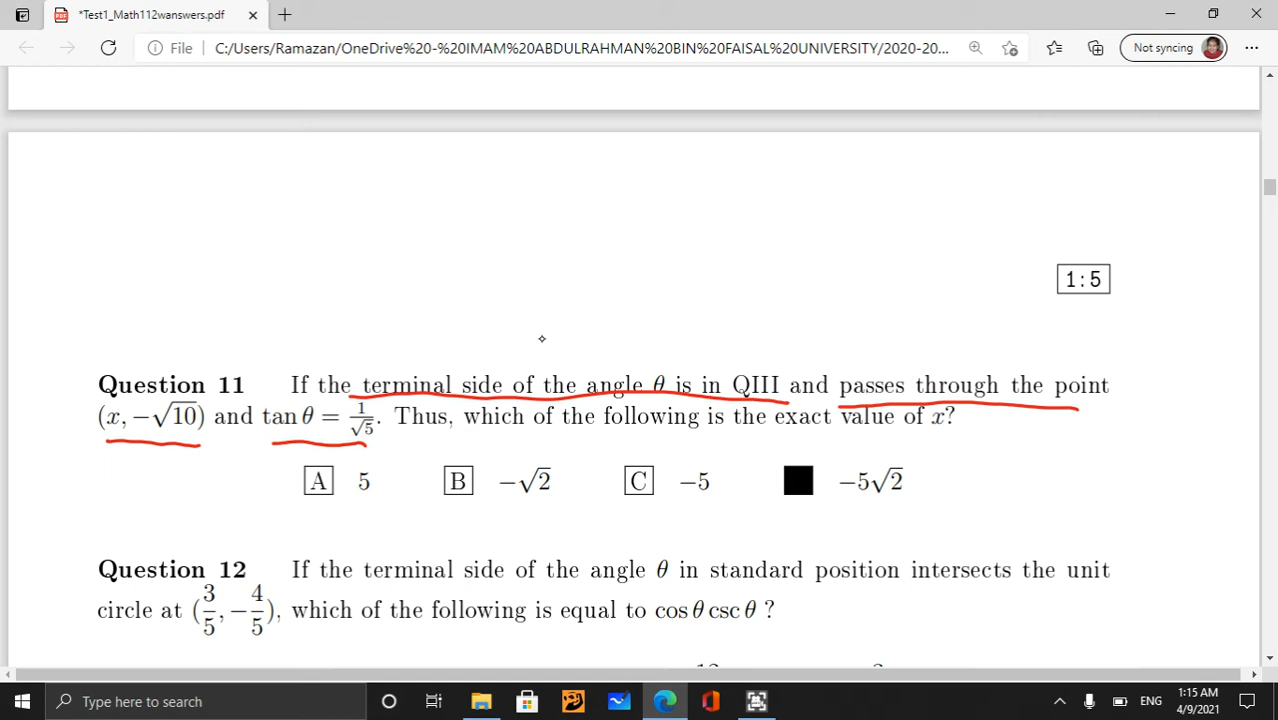 *Test1_Math112wanswers.pdf
File C:/Users/Ramazan/OneDrive%20-%20IMAM%20ABDULRAHMAN%20BIN%20FAISAL%20UNIVERSITY/2020-20... Not syncing
1:5
Question 11 If the terminal side of the angle θ is in QIII and passes through the point
(x, −√10) and tan θ = 1/√5. Thus, which of the following is the exact value of x?
A 5 B −√2 C −5 −5√2
Question 12 If the terminal side of the angle θ in standard position intersects the unit
circle at (3/5, −4/5), which of the following is equal to cos θ csc θ ?
Type here to search ENG 1:15 AM
4/9/2021